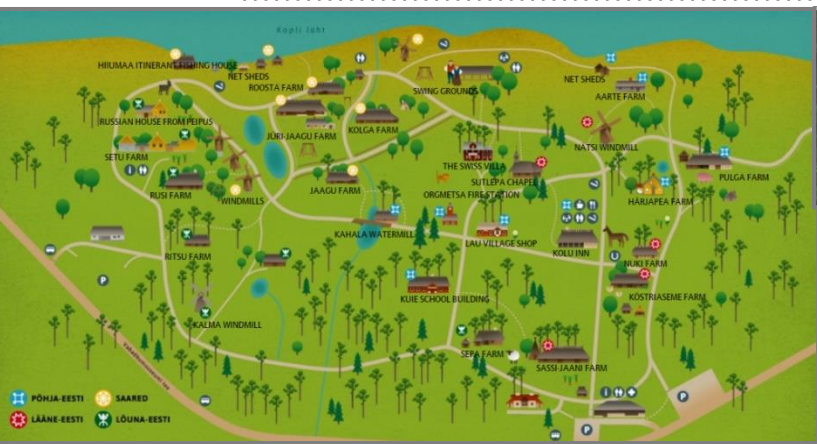 Kopli laht
HIIUMAA ITINERANT FISHING HOUSE
NET SHEDS
ROOSTA FARM
SWING GROUNDS
NET SHEDS
AARTE FARM
RUSSIAN HOUSE FROM PEIPUS
JÜRI-JAAGU FARM
KOLGA FARM
NÄTSI WINDMILL
SETU FARM
THE SWISS VILLA
SUTLEPA CHAPEL
PULGA FARM
RUSI FARM
WINDMILLS
JAAGU FARM
ORGMETSA FIRE STATION
HÄRJAPEA FARM
KAHALA WATERMILL
LAU VILLAGE SHOP
KOLU INN
RITSU FARM
NUKI FARM
KUIE SCHOOL BUILDING
KÖSTRIASEME FARM
KALMA WINDMILL
SEPA FARM
SASSI-JAANI FARM
P
P
P
PÕHJA-EESTI
SAARED
LÄÄNE-EESTI
LÕUNA-EESTI